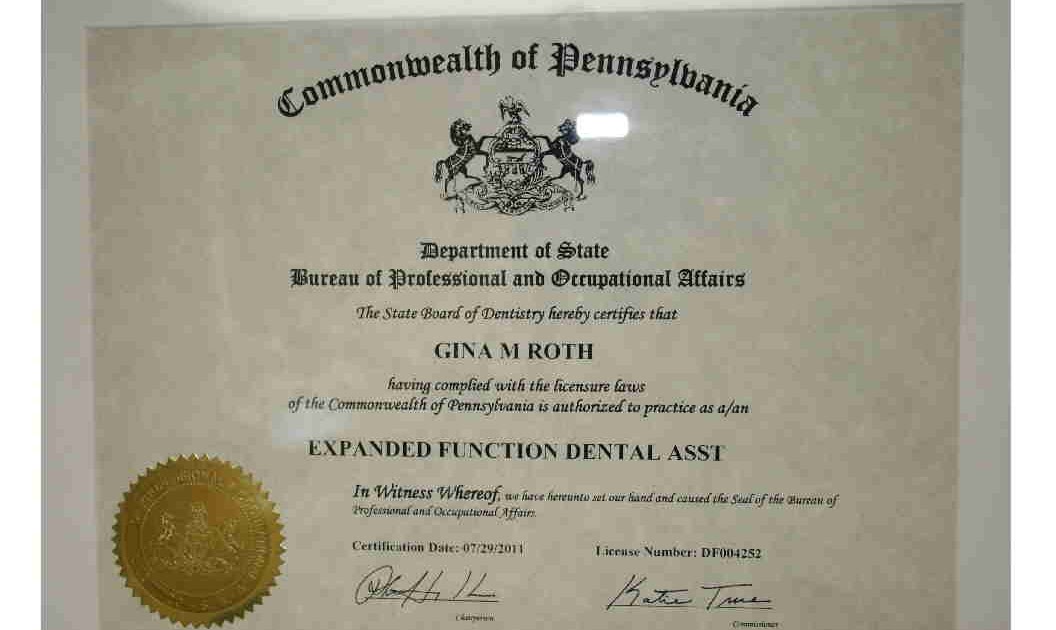 Commonwealth of Pennsylvania
Department of State
Bureau of Professional and Occupational Affairs
The State Board of Dentistry hereby certifies that
GINA M ROTH
having complied with the licensure laws
of the Commonwealth of Pennsylvania is authorized to practice as a/an
EXPANDED FUNCTION DENTAL ASST
In Witness Whereof, we have hereunto set our hand and caused the Seal of the Bureau of
Professional and Occupational Affairs.
Certification Date: 07/29/2011 License Number: DF004252
Katie True
Chairperson Commissioner